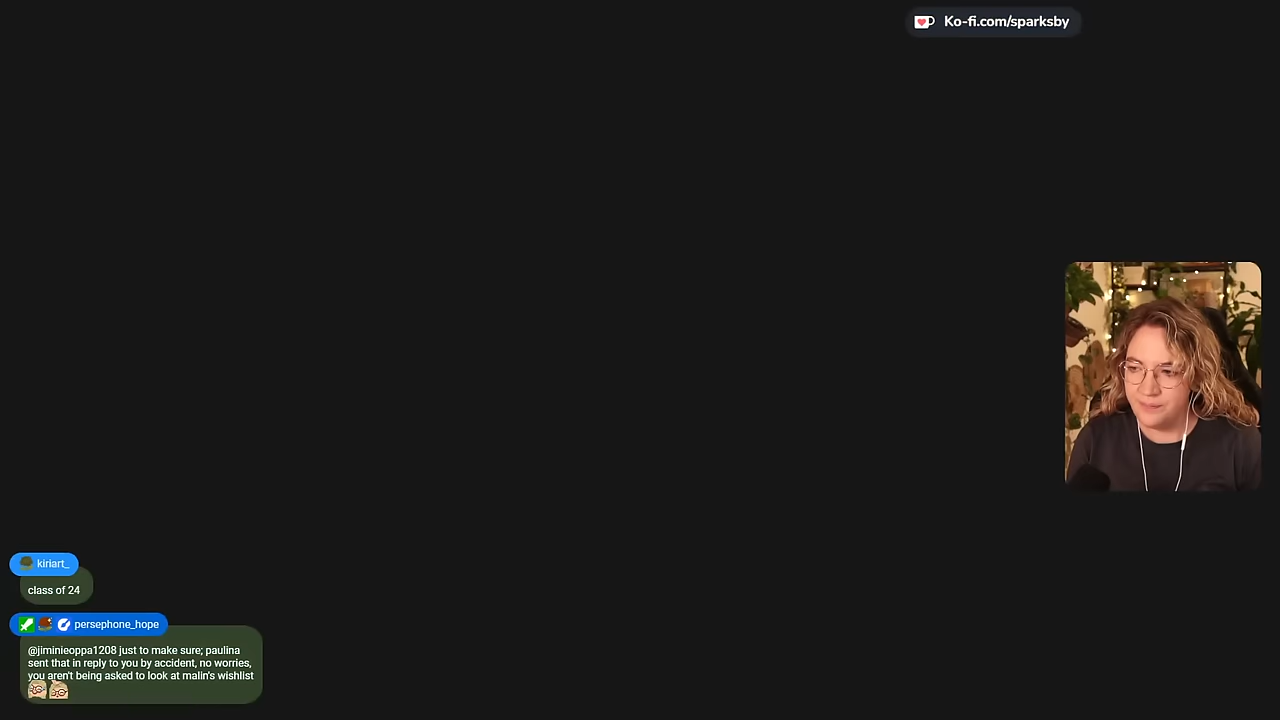 Ko-fi.com/sparksby
kiriart_
class of 24
persephone_hope
@jiminieoppa1208 just to make sure; paulina
sent that in reply to you by accident, no worries,
you aren't being asked to look at malin's wishlist